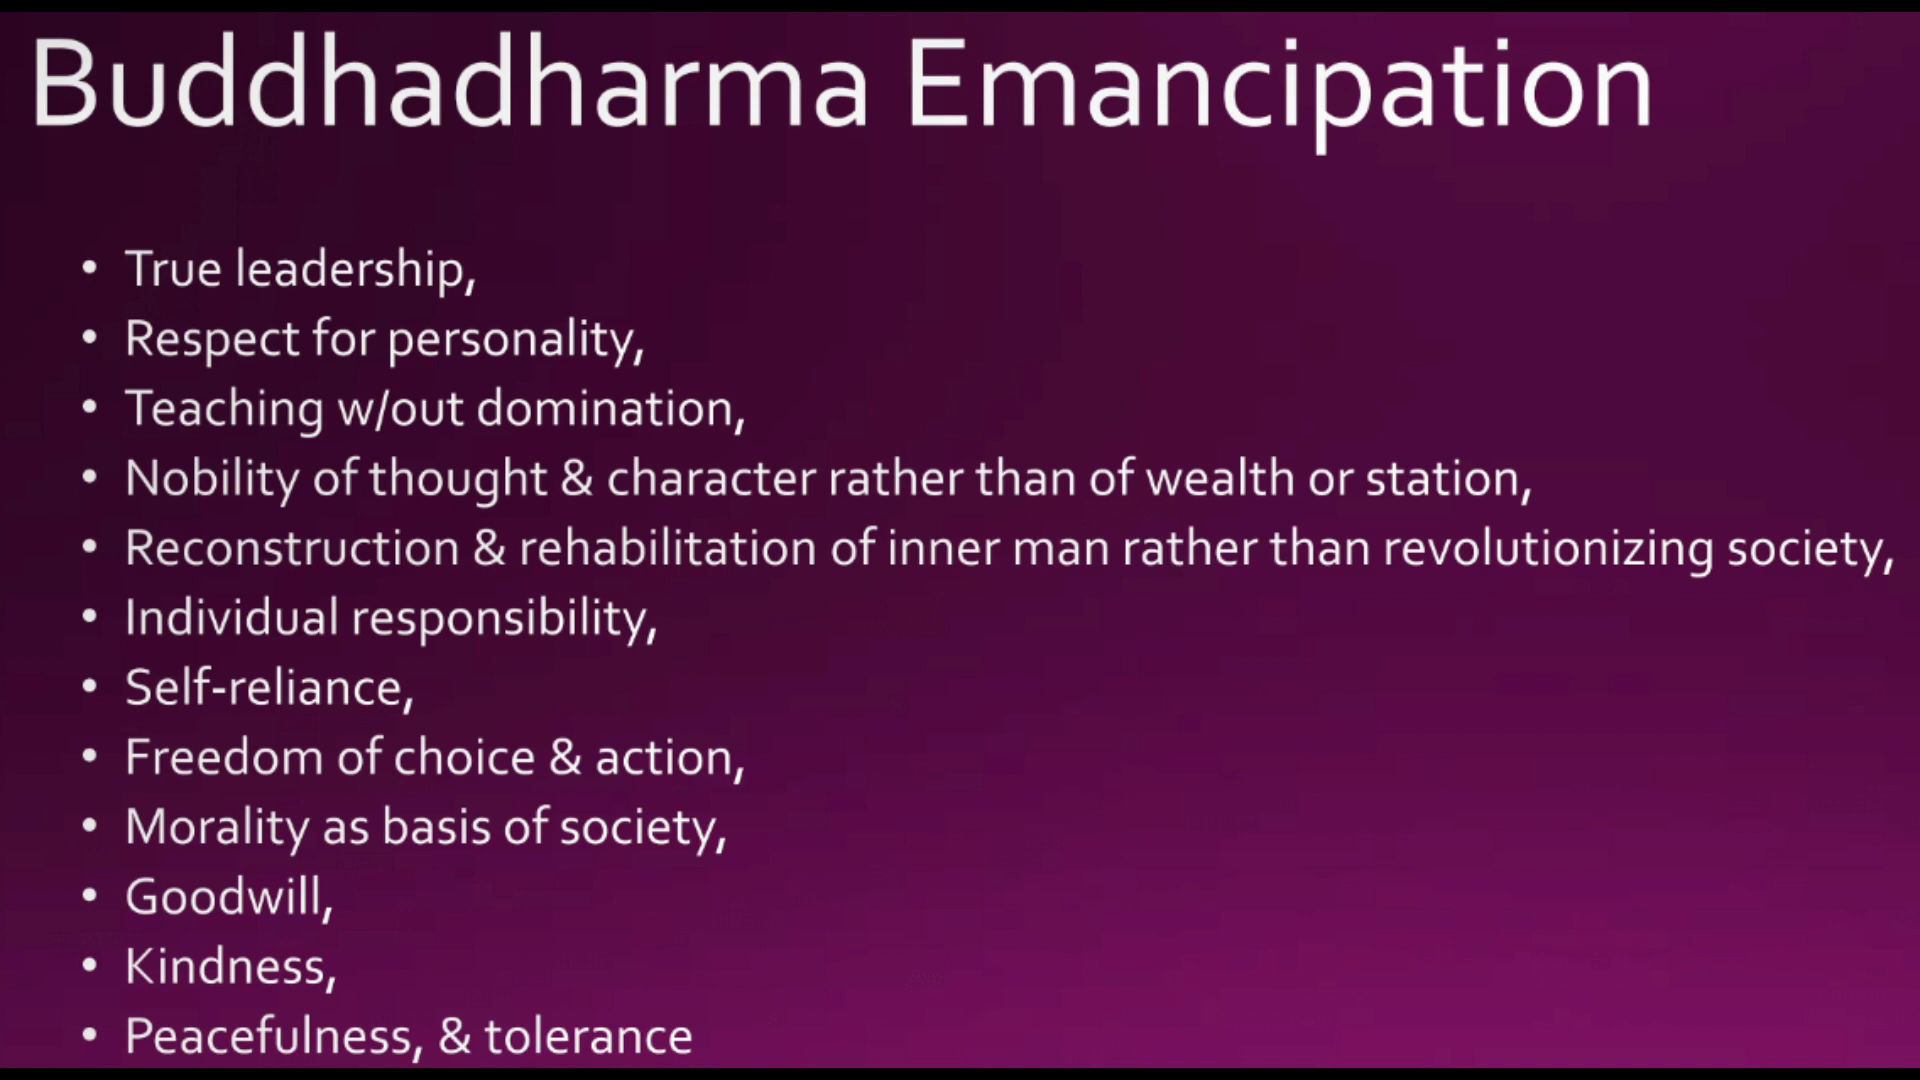 Buddhadharma Emancipation
• True leadership,
• Respect for personality,
• Teaching w/out domination,
• Nobility of thought & character rather than of wealth or station,
• Reconstruction & rehabilitation of inner man rather than revolutionizing society,
• Individual responsibility,
• Self-reliance,
• Freedom of choice & action,
• Morality as basis of society,
• Goodwill,
• Kindness,
• Peacefulness, & tolerance